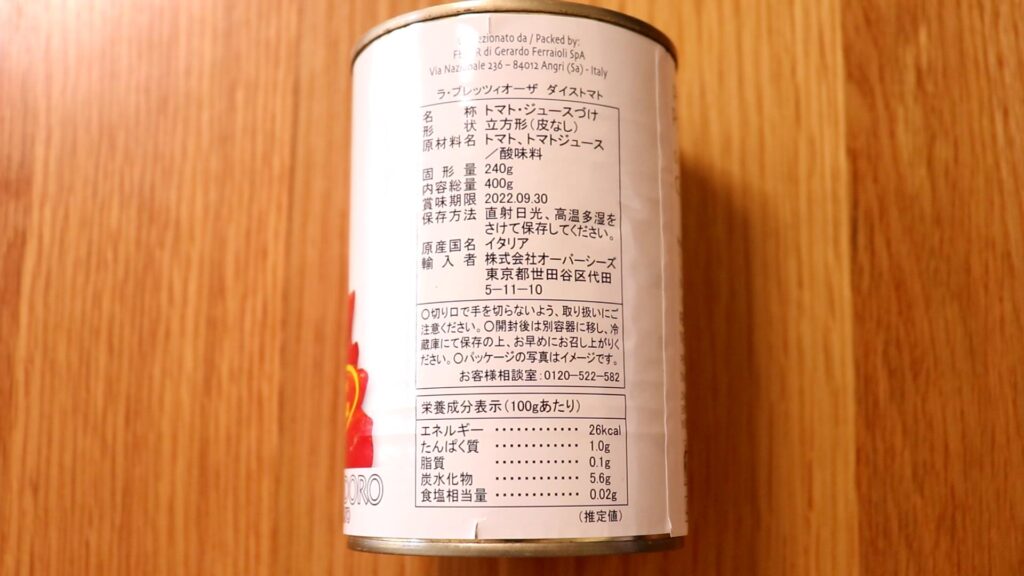 zionato da / Packed by:
di Gerardo Ferraioli SpA
Via Nazionale 236 – 84012 Angri (Sa) - Italy
ラ・プレッツィオーザ ダイストマト
名称 トマト・ジュースづけ
形状 立方形(皮なし)
原材料名 トマト、トマトジュース
/酸味料
固形量 240g
内容総量 400g
賞味期限 2022.09.30
保存方法 直射日光、高温多湿を
さけて保存してください。
原産国名 イタリア
輸入者 株式会社オーバーシーズ
東京都世田谷区代田
5-11-10
○切り口で手を切らないよう、取り扱いにご
注意ください。○開封後は別容器に移し、冷
蔵庫にて保存の上、お早めにお召し上がりく
ださい。○パッケージの写真はイメージです。
お客様相談室:0120-522-582
栄養成分表示(100gあたり)
エネルギー ………… 26kcal
たんぱく質 ………… 1.0g
脂質 ………… 0.1g
炭水化物 ………… 5.6g
食塩相当量 ………… 0.02g
(推定値)
DORO